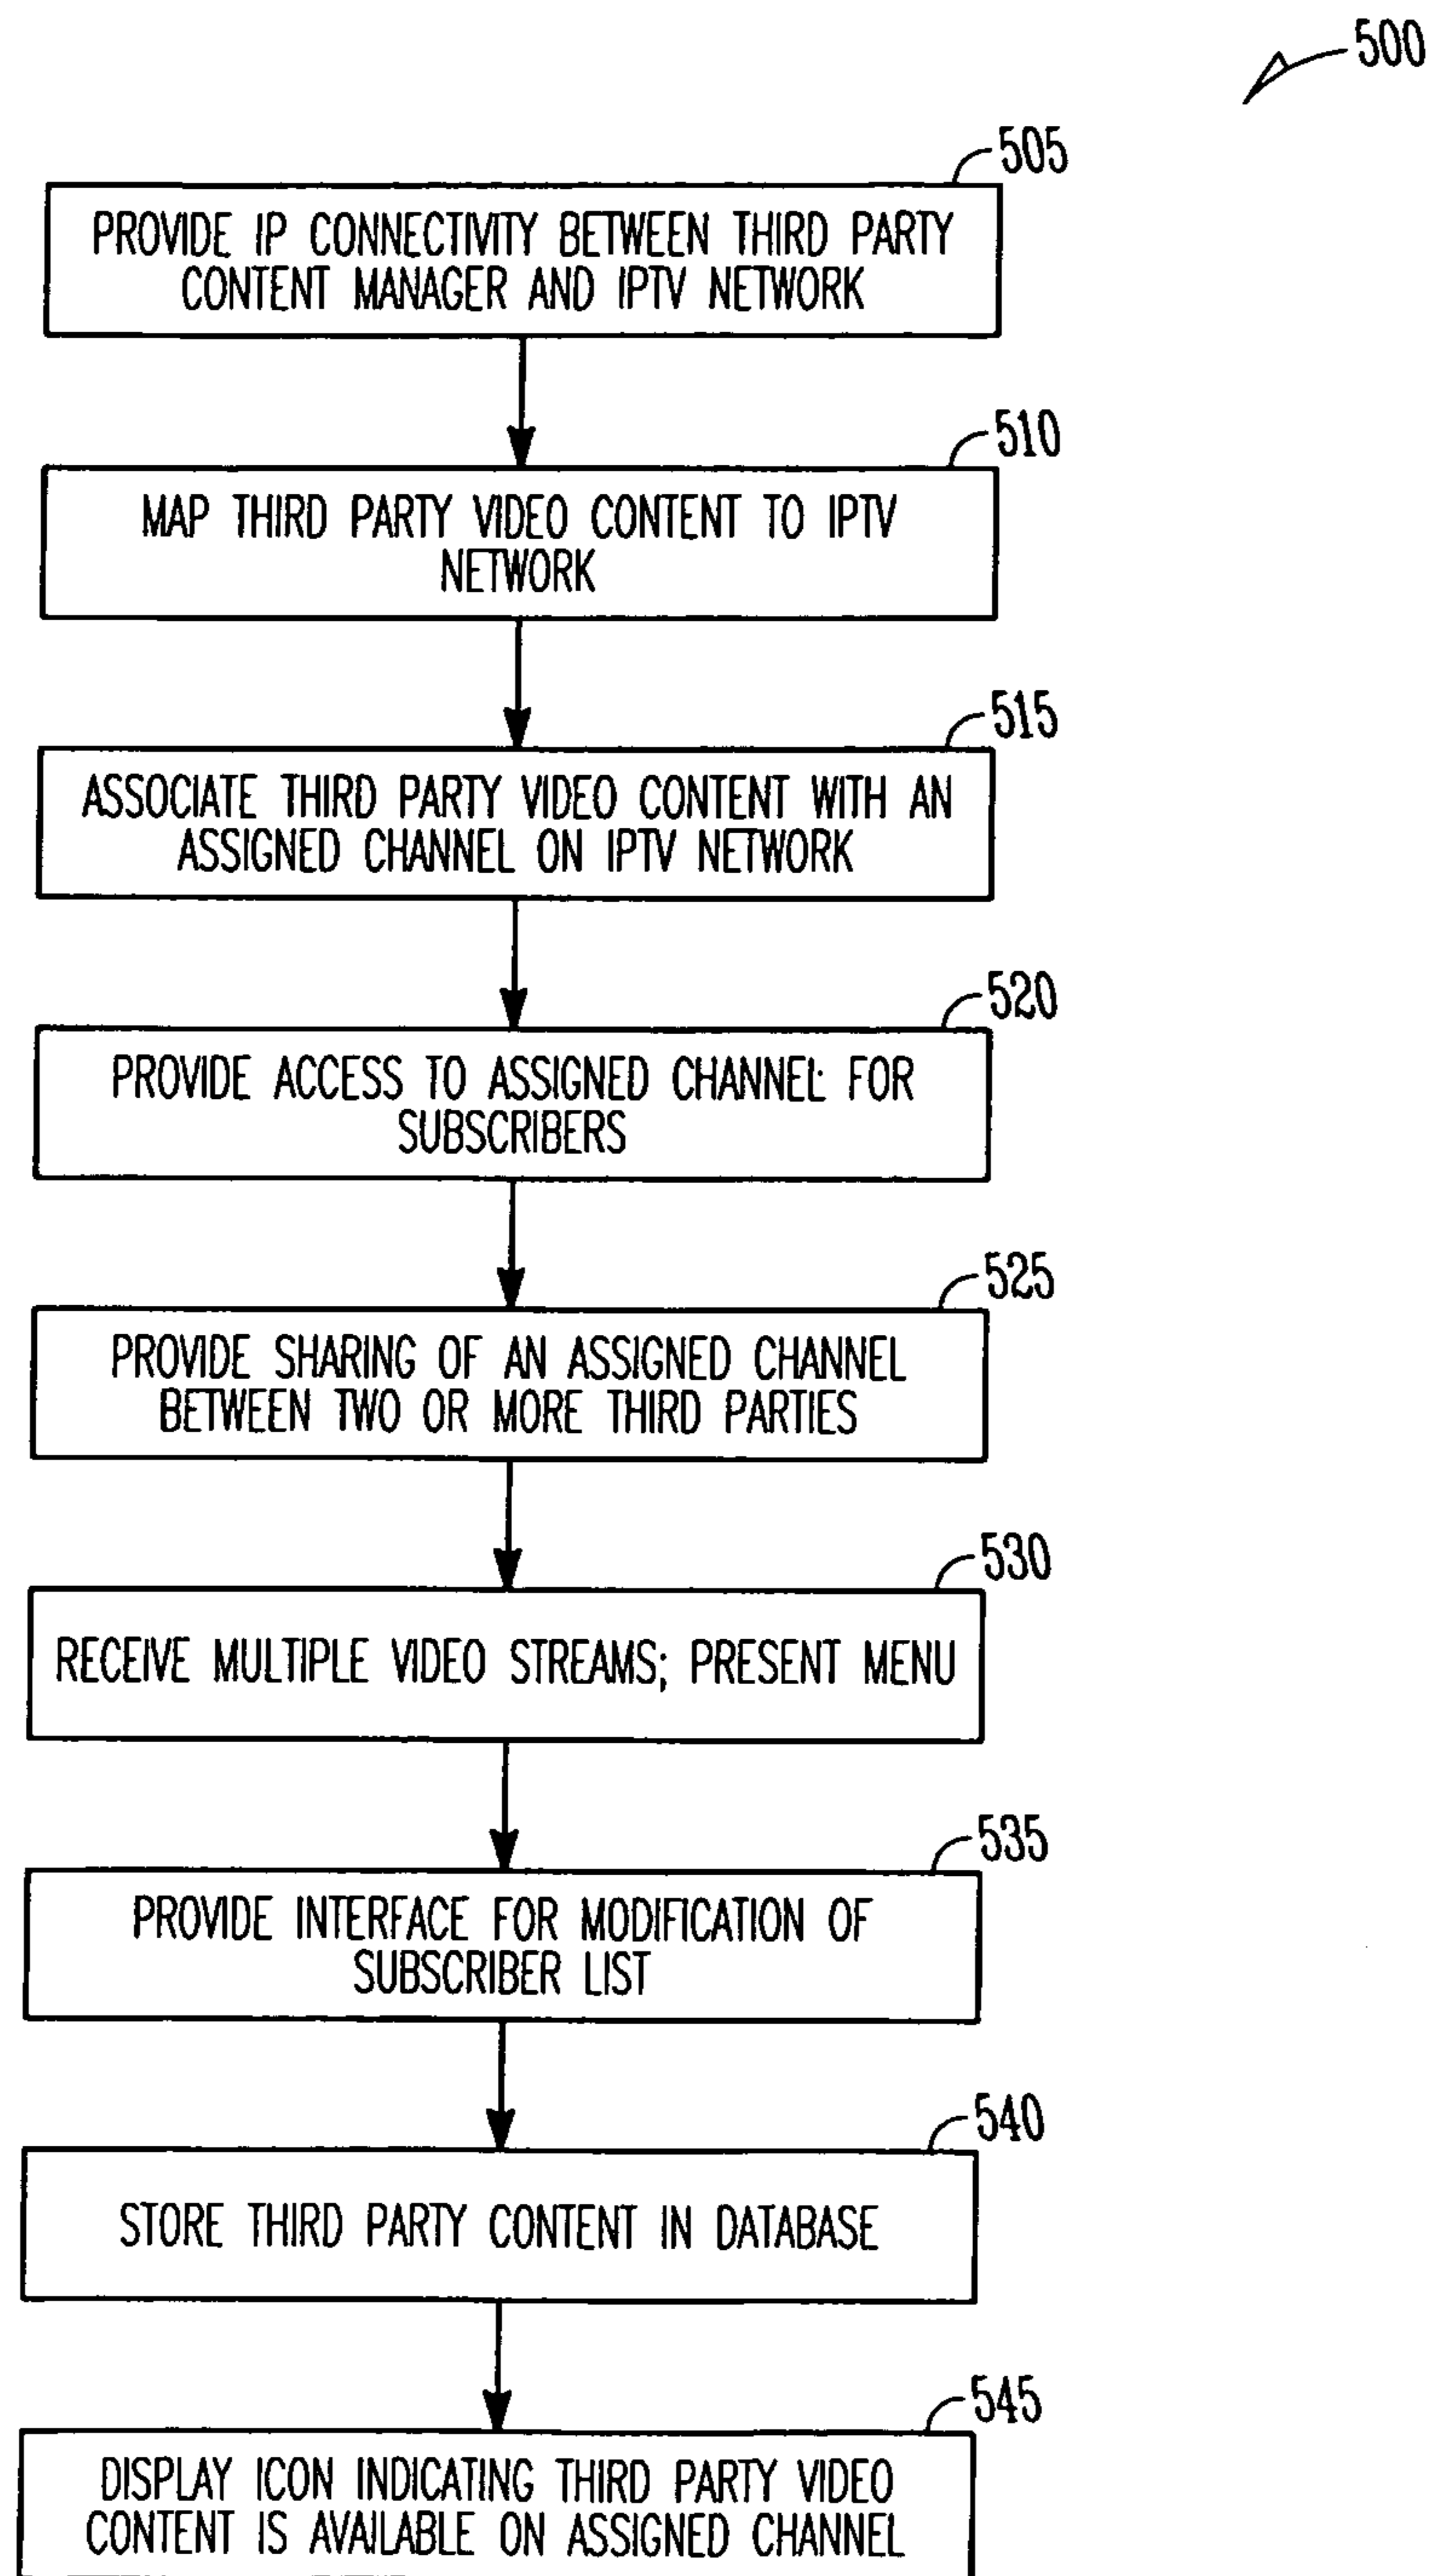 500
505
PROVIDE IP CONNECTIVITY BETWEEN THIRD PARTY
CONTENT MANAGER AND IPTV NETWORK
510
MAP THIRD PARTY VIDEO CONTENT TO IPTV
NETWORK
515
ASSOCIATE THIRD PARTY VIDEO CONTENT WITH AN
ASSIGNED CHANNEL ON IPTV NETWORK
520
PROVIDE ACCESS TO ASSIGNED CHANNEL FOR
SUBSCRIBERS
525
PROVIDE SHARING OF AN ASSIGNED CHANNEL
BETWEEN TWO OR MORE THIRD PARTIES
530
RECEIVE MULTIPLE VIDEO STREAMS; PRESENT MENU
535
PROVIDE INTERFACE FOR MODIFICATION OF
SUBSCRIBER LIST
540
STORE THIRD PARTY CONTENT IN DATABASE
545
DISPLAY ICON INDICATING THIRD PARTY VIDEO
CONTENT IS AVAILABLE ON ASSIGNED CHANNEL